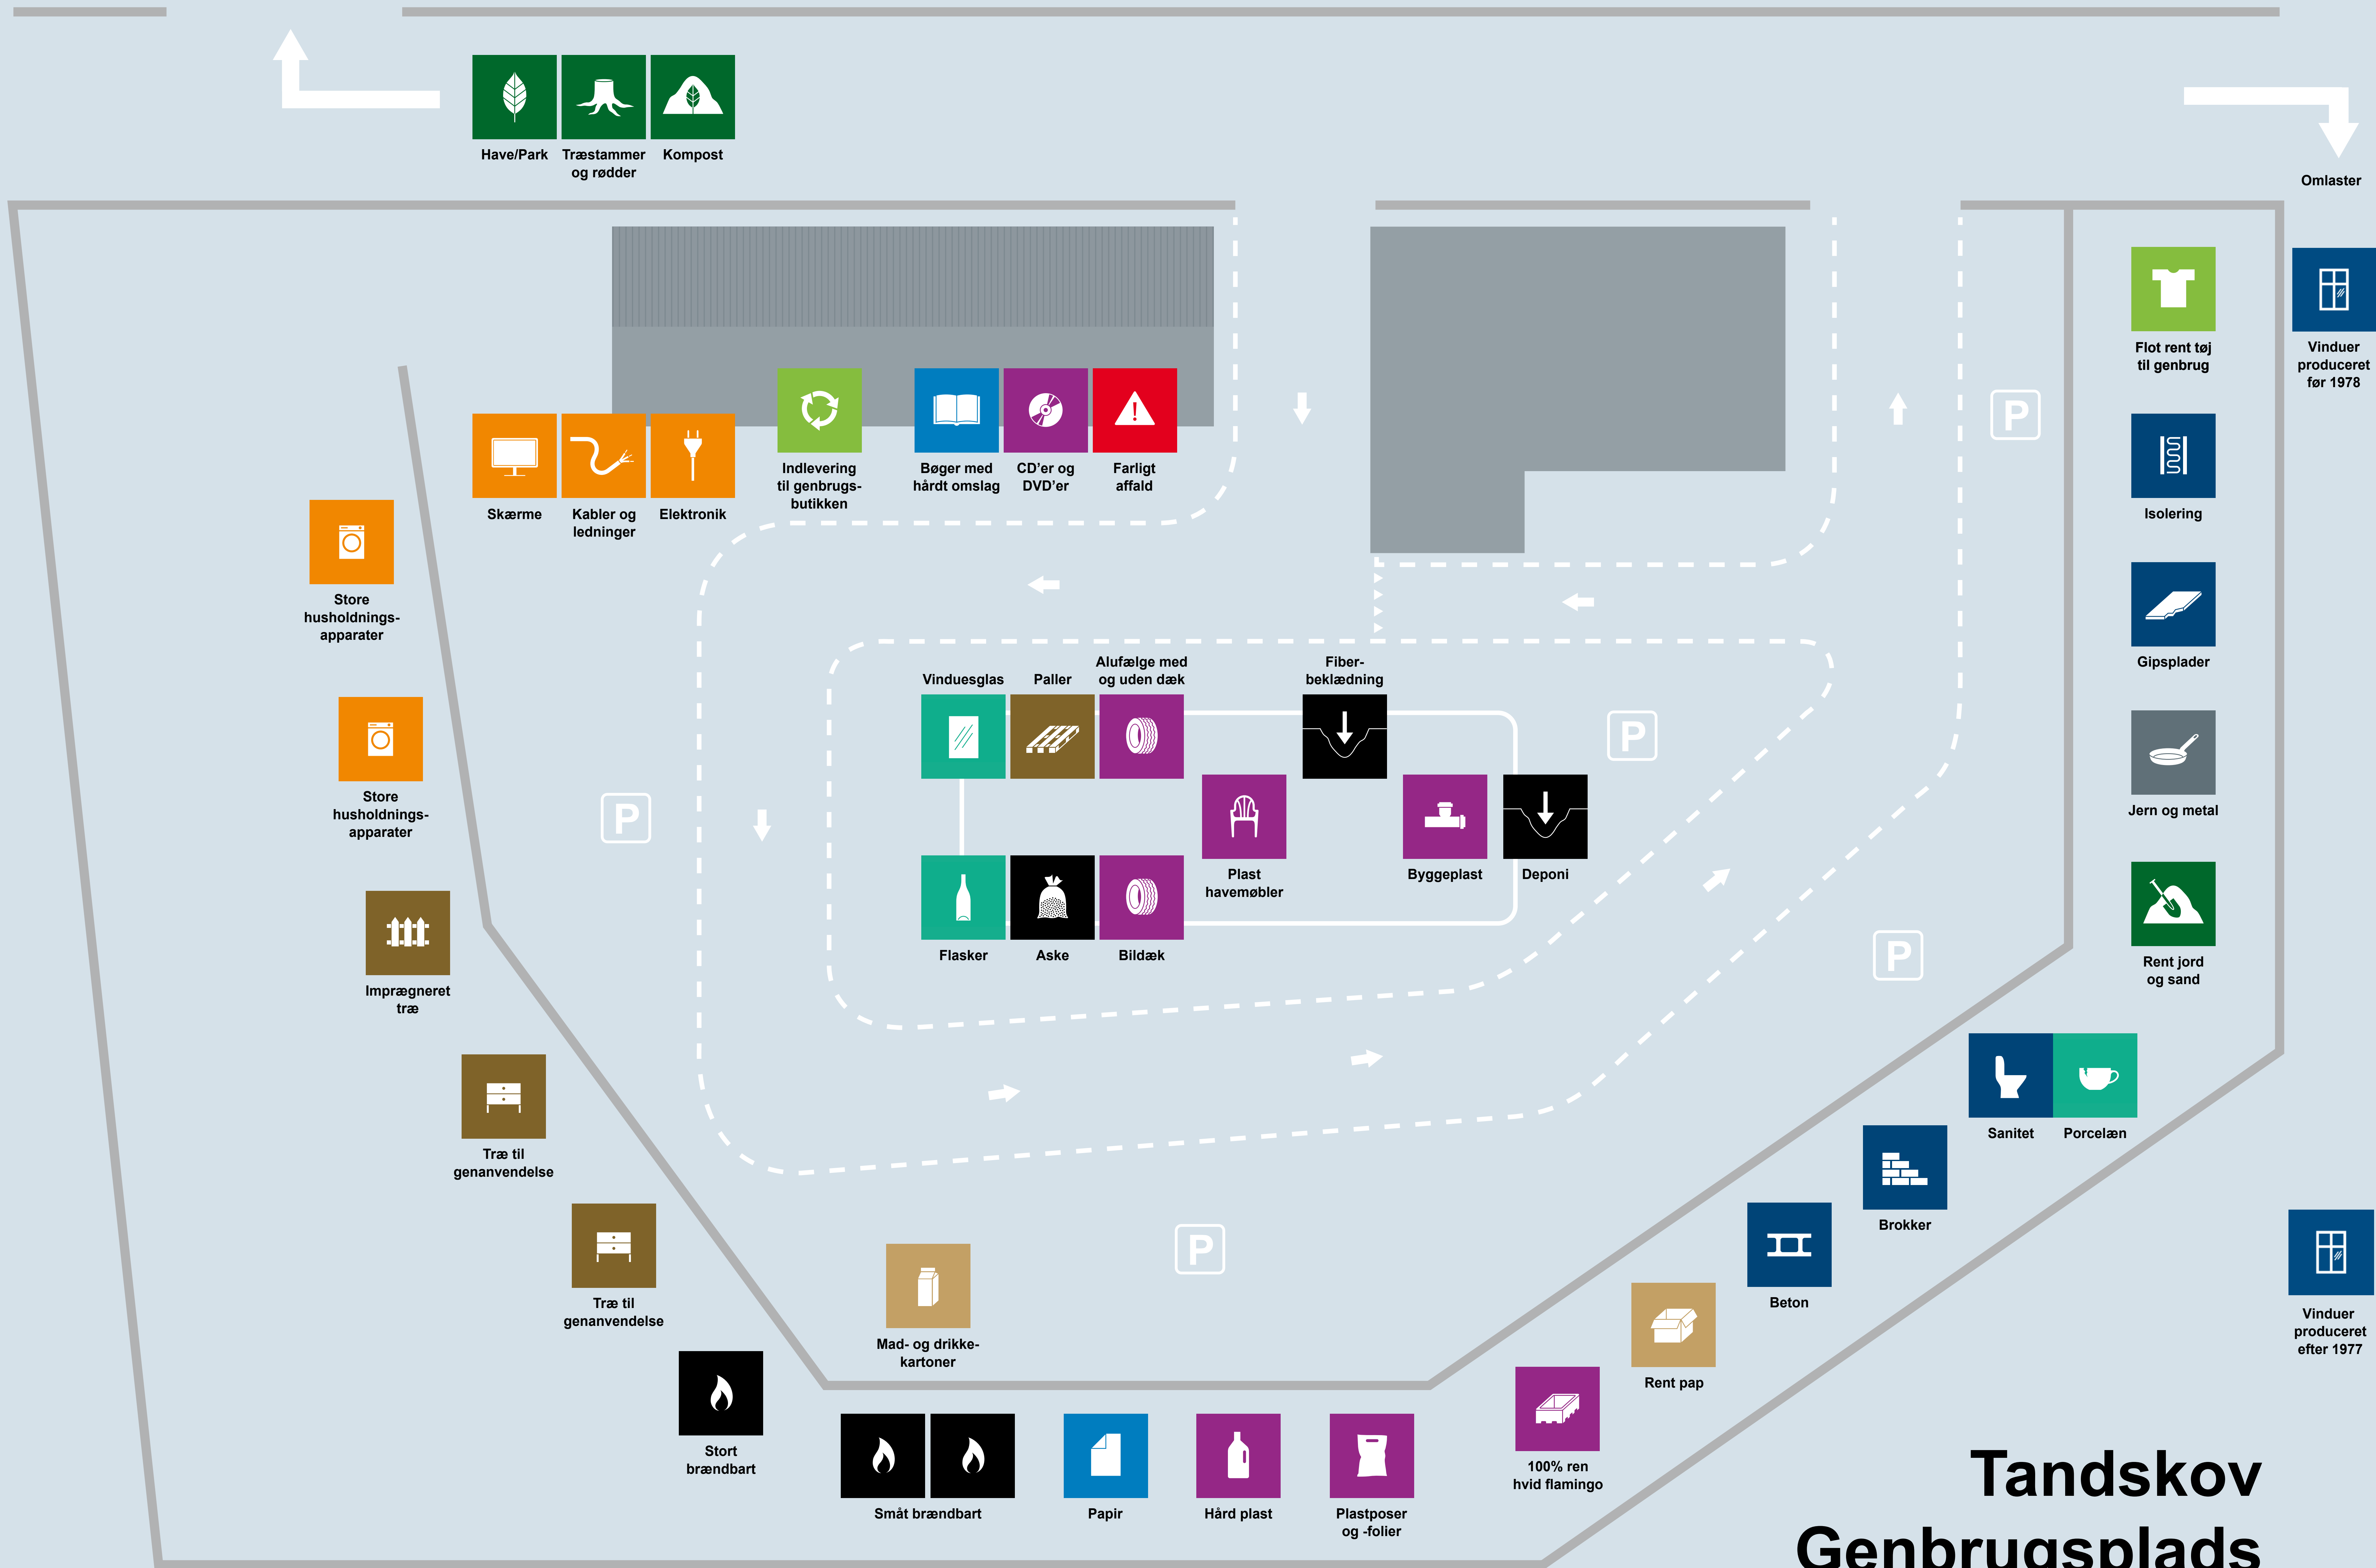 Have/Park
Træstammer
og rødder
Kompost
Omlaster
Flot rent tøj
til genbrug
Vinduer
produceret
før 1978
P
Indlevering
til genbrugs-
butikken
Bøger med
hårdt omslag
CD'er og
DVD'er
Farligt
affald
Skærme
Kabler og
ledninger
Elektronik
Isolering
Store
husholdnings-
apparater
Gipsplader
Vinduesglas
Paller
Alufælge med
og uden dæk
Fiber-
beklædning
P
P
Store
husholdnings-
apparater
Jern og metal
Plast
havemøbler
Byggeplast
Deponi
Flasker
Aske
Bildæk
P
Rent jord
og sand
Imprægneret
træ
Sanitet
Porcelæn
Træ til
genanvendelse
Brokker
P
Træ til
genanvendelse
Beton
Vinduer
produceret
efter 1977
Mad- og drikke-
kartoner
Rent pap
Stort
brændbart
100% ren
hvid flamingo
Småt brændbart
Papir
Hård plast
Plastposer
og -folier
Tandskov
Genbrugsplads